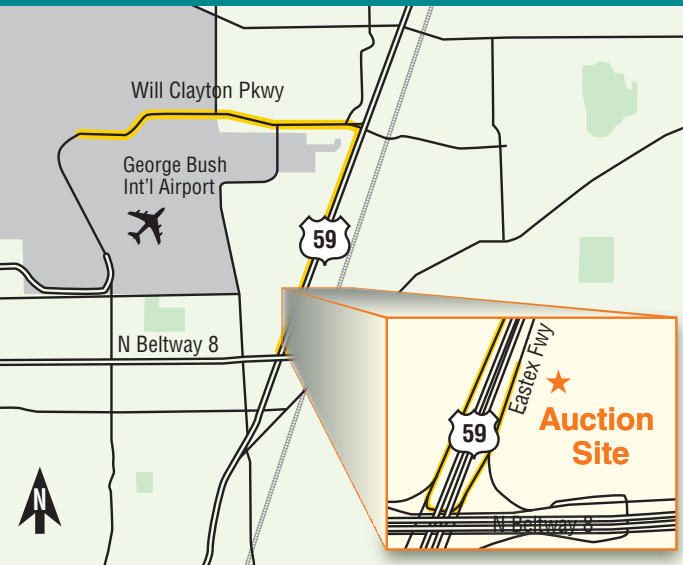 Will Clayton Pkwy
George Bush
Int'l Airport
59
N Beltway 8
Eastex Fwy
59
Auction
Site
N Beltway 8
N